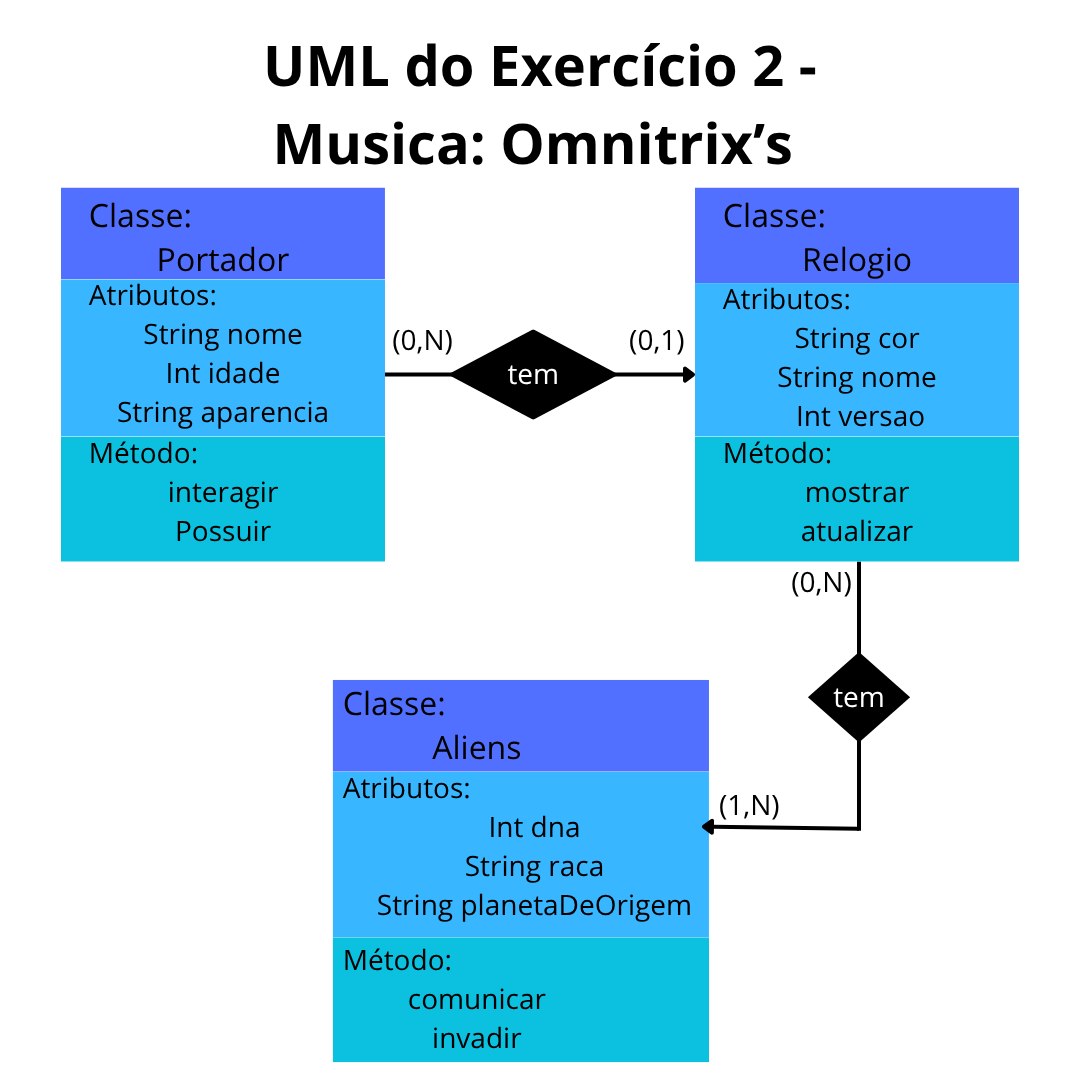 UML do Exercício 2 -
Musica: Omnitrix’s
Classe:
Portador
Atributos:
String nome
Int idade
String aparencia
Método:
interagir
Possuir
(0,N)
tem
(0,1)
Classe:
Relogio
Atributos:
String cor
String nome
Int versao
Método:
mostrar
atualizar
(0,N)
tem
(1,N)
Classe:
Aliens
Atributos:
Int dna
String raca
String planetaDeOrigem
Método:
comunicar
invadir